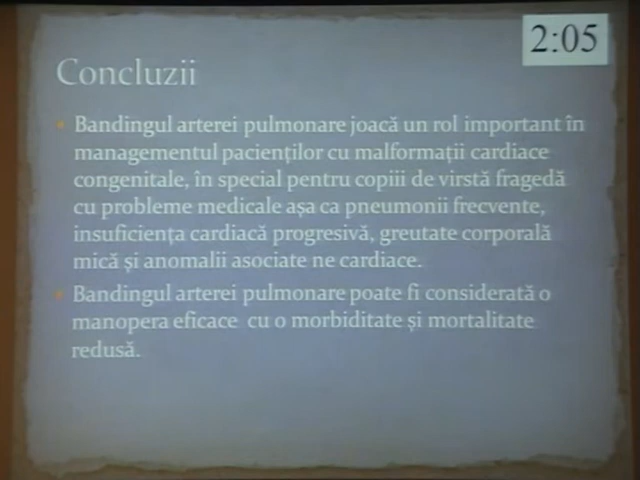 2:05
Concluzii
Bandingul arterei pulmonare joacă un rol important în
managementul pacienților cu malformații cardiace
congenitale, în special pentru copiii de virstă fragedă
cu probleme medicale așa ca pneumonii frecvente,
insuficiența cardiacă progresivă, greutate corporală
mică și anomalii asociate ne cardiace.
Bandingul arterei pulmonare poate fi considerată o
manopera eficace cu o morbiditate și mortalitate
redusă.